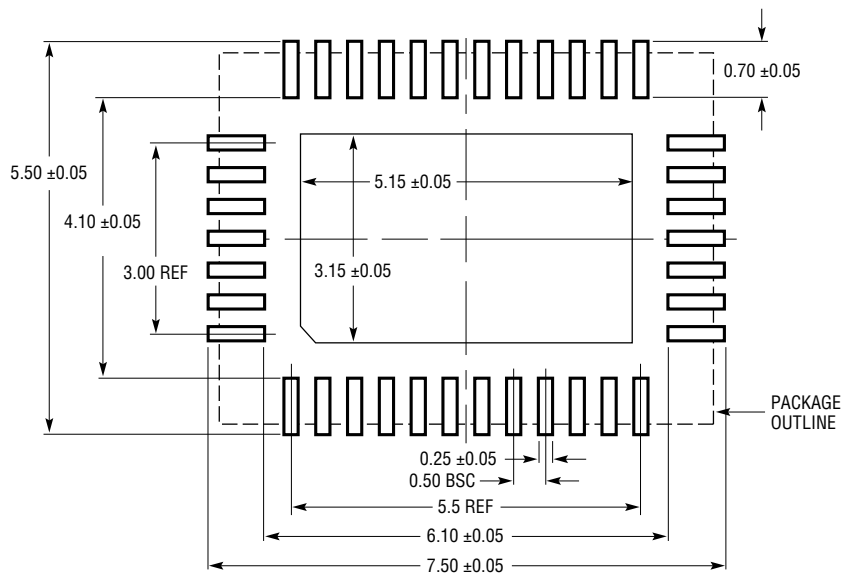 0.70 ±0.05
5.50 ±0.05
5.15 ±0.05
4.10 ±0.05
3.00 REF
3.15 ±0.05
PACKAGE
OUTLINE
0.25 ±0.05
0.50 BSC
5.5 REF
6.10 ±0.05
7.50 ±0.05